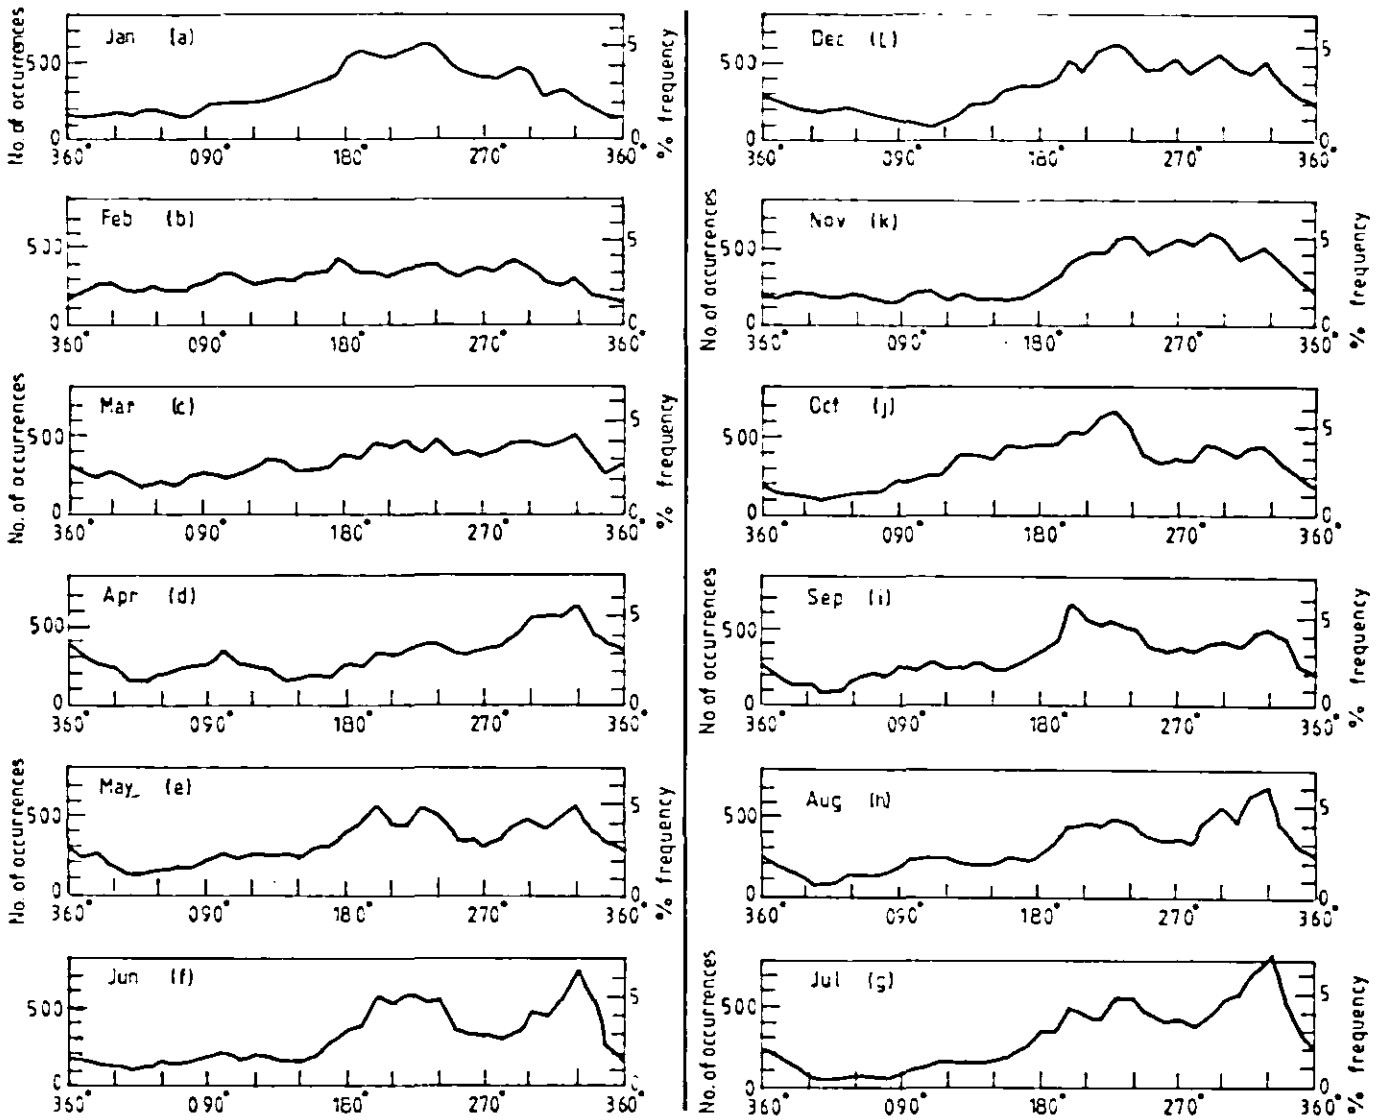 Jan (a)
No. of occurrences
500
0
5
0
% frequency
360° 090° 180° 270° 360°
Feb (b)
500
0
5
0
360° 090° 180° 270° 360°
Mar (c)
No. of occurrences
500
0
5
0
% frequency
360° 090° 180° 270° 360°
Apr (d)
500
0
5
0
360° 090° 180° 270° 360°
May (e)
No. of occurrences
500
0
5
0
% frequency
360° 090° 180° 270° 360°
Jun (f)
500
0
5
0
360° 090° 180° 270° 360°
Dec (l)
500
0
5
0
360° 090° 180° 270° 360°
Nov (k)
No. of occurrences
500
0
5
0
% frequency
360° 090° 180° 270° 360°
Oct (j)
500
0
5
0
360° 090° 180° 270° 360°
Sep (i)
No of occurrences
500
0
5
0
% frequency
360° 090° 180° 270° 360°
Aug (h)
500
0
5
0
360° 090° 180° 270° 360°
Jul (g)
No. of occurrences
500
0
5
0
% frequency
360° 090° 180° 270° 360°